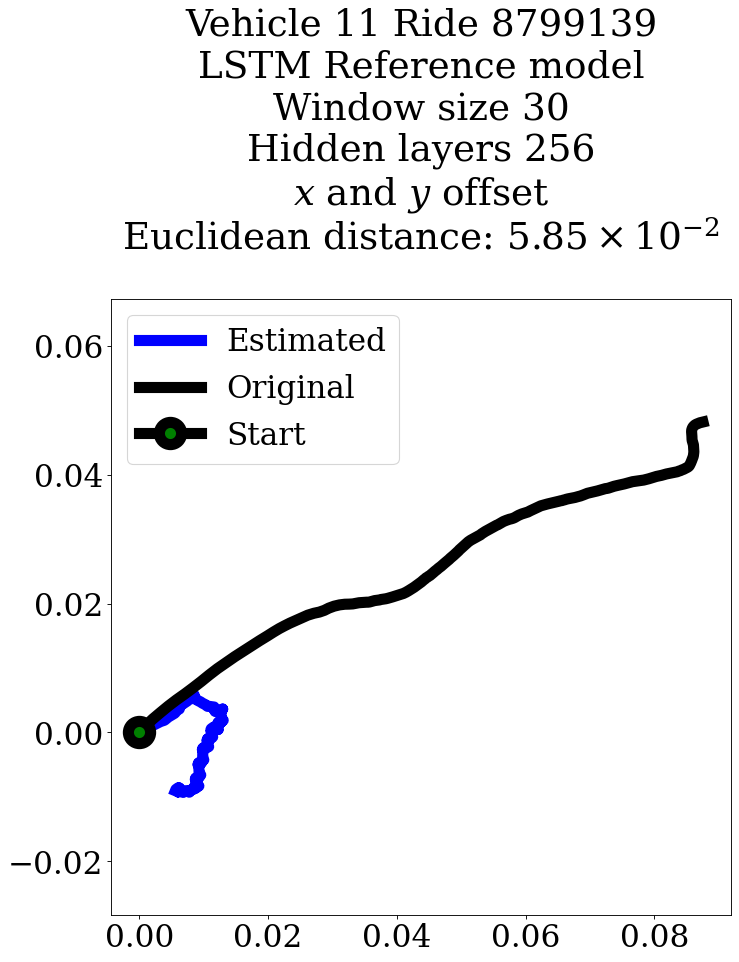 Vehicle 11 Ride 8799139
LSTM Reference model
Window size 30
Hidden layers 256
x and y offset
Euclidean distance: 5.85 × 10⁻²
Estimated
Original
Start
0.06
0.04
0.02
0.00
−0.02
0.00 0.02 0.04 0.06 0.08